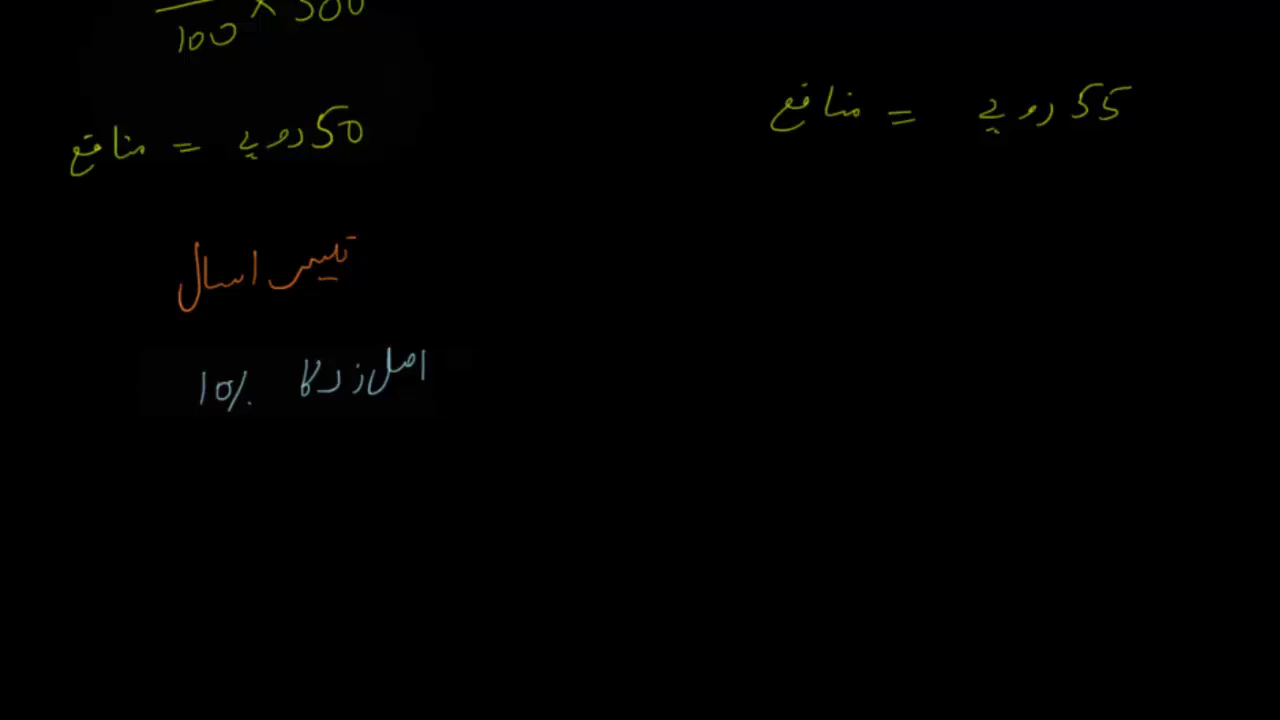 100 × 500
منافع = 50 روپے
منافع = 55 روپے
تیسرا سال
اصل زر کا 10%